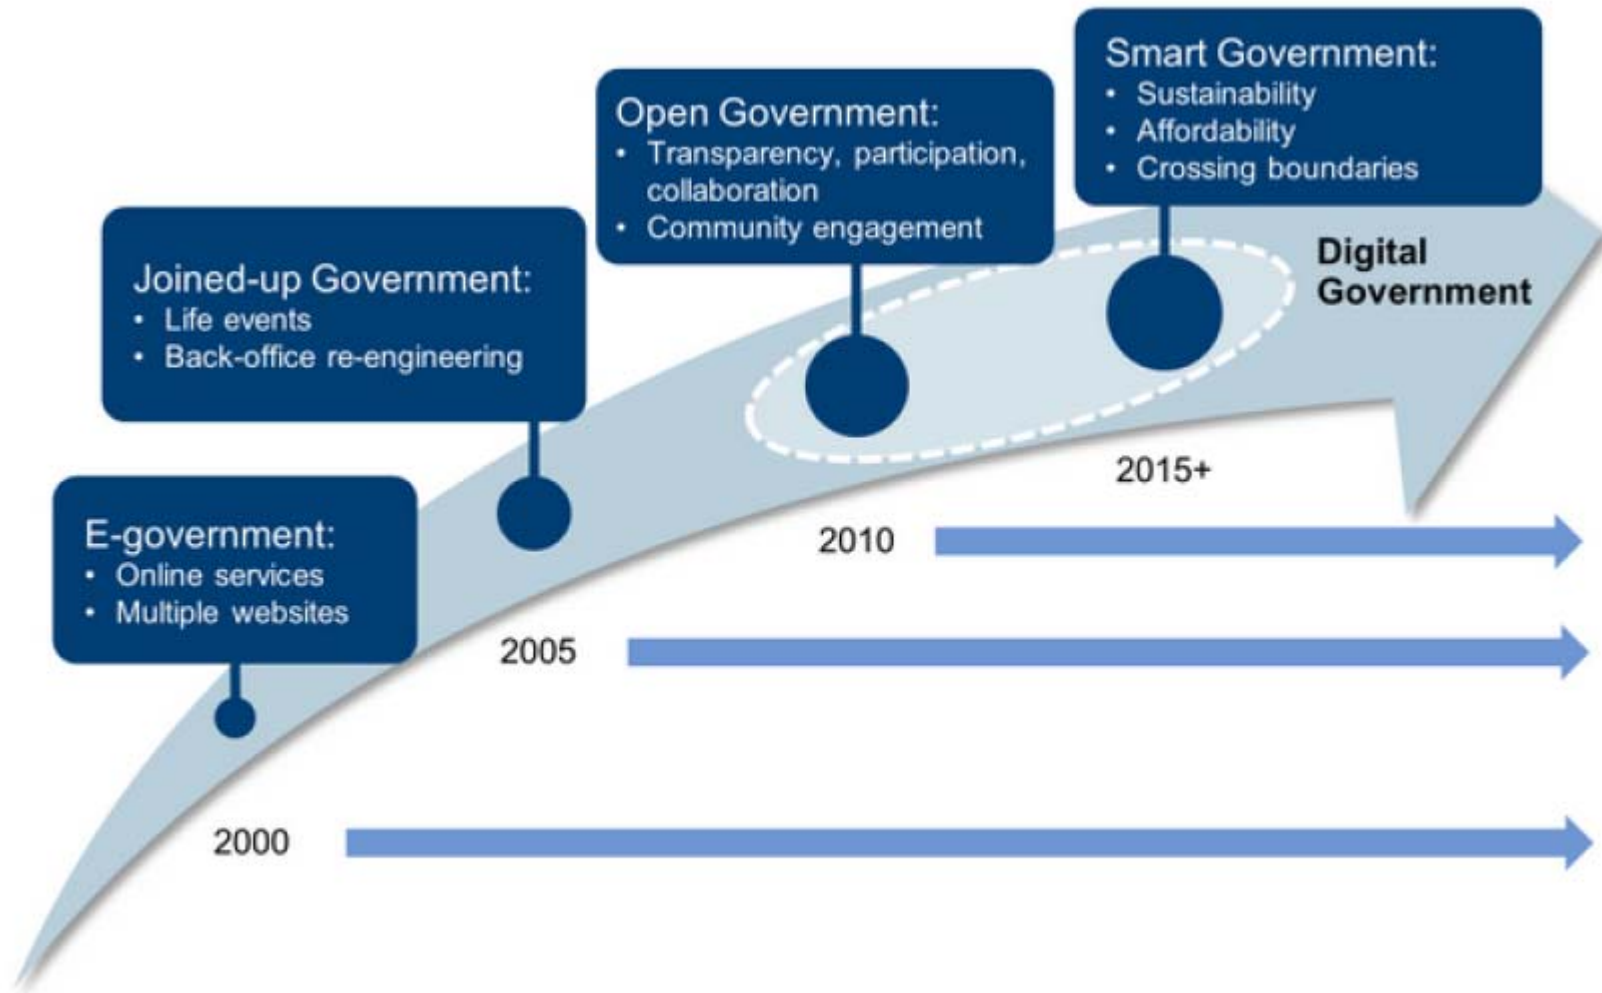 Smart Government:
• Sustainability
• Affordability
• Crossing boundaries
Open Government:
• Transparency, participation,
collaboration
• Community engagement
Joined-up Government:
• Life events
• Back-office re-engineering
E-government:
• Online services
• Multiple websites
Digital
Government
2015+
2010
2005
2000